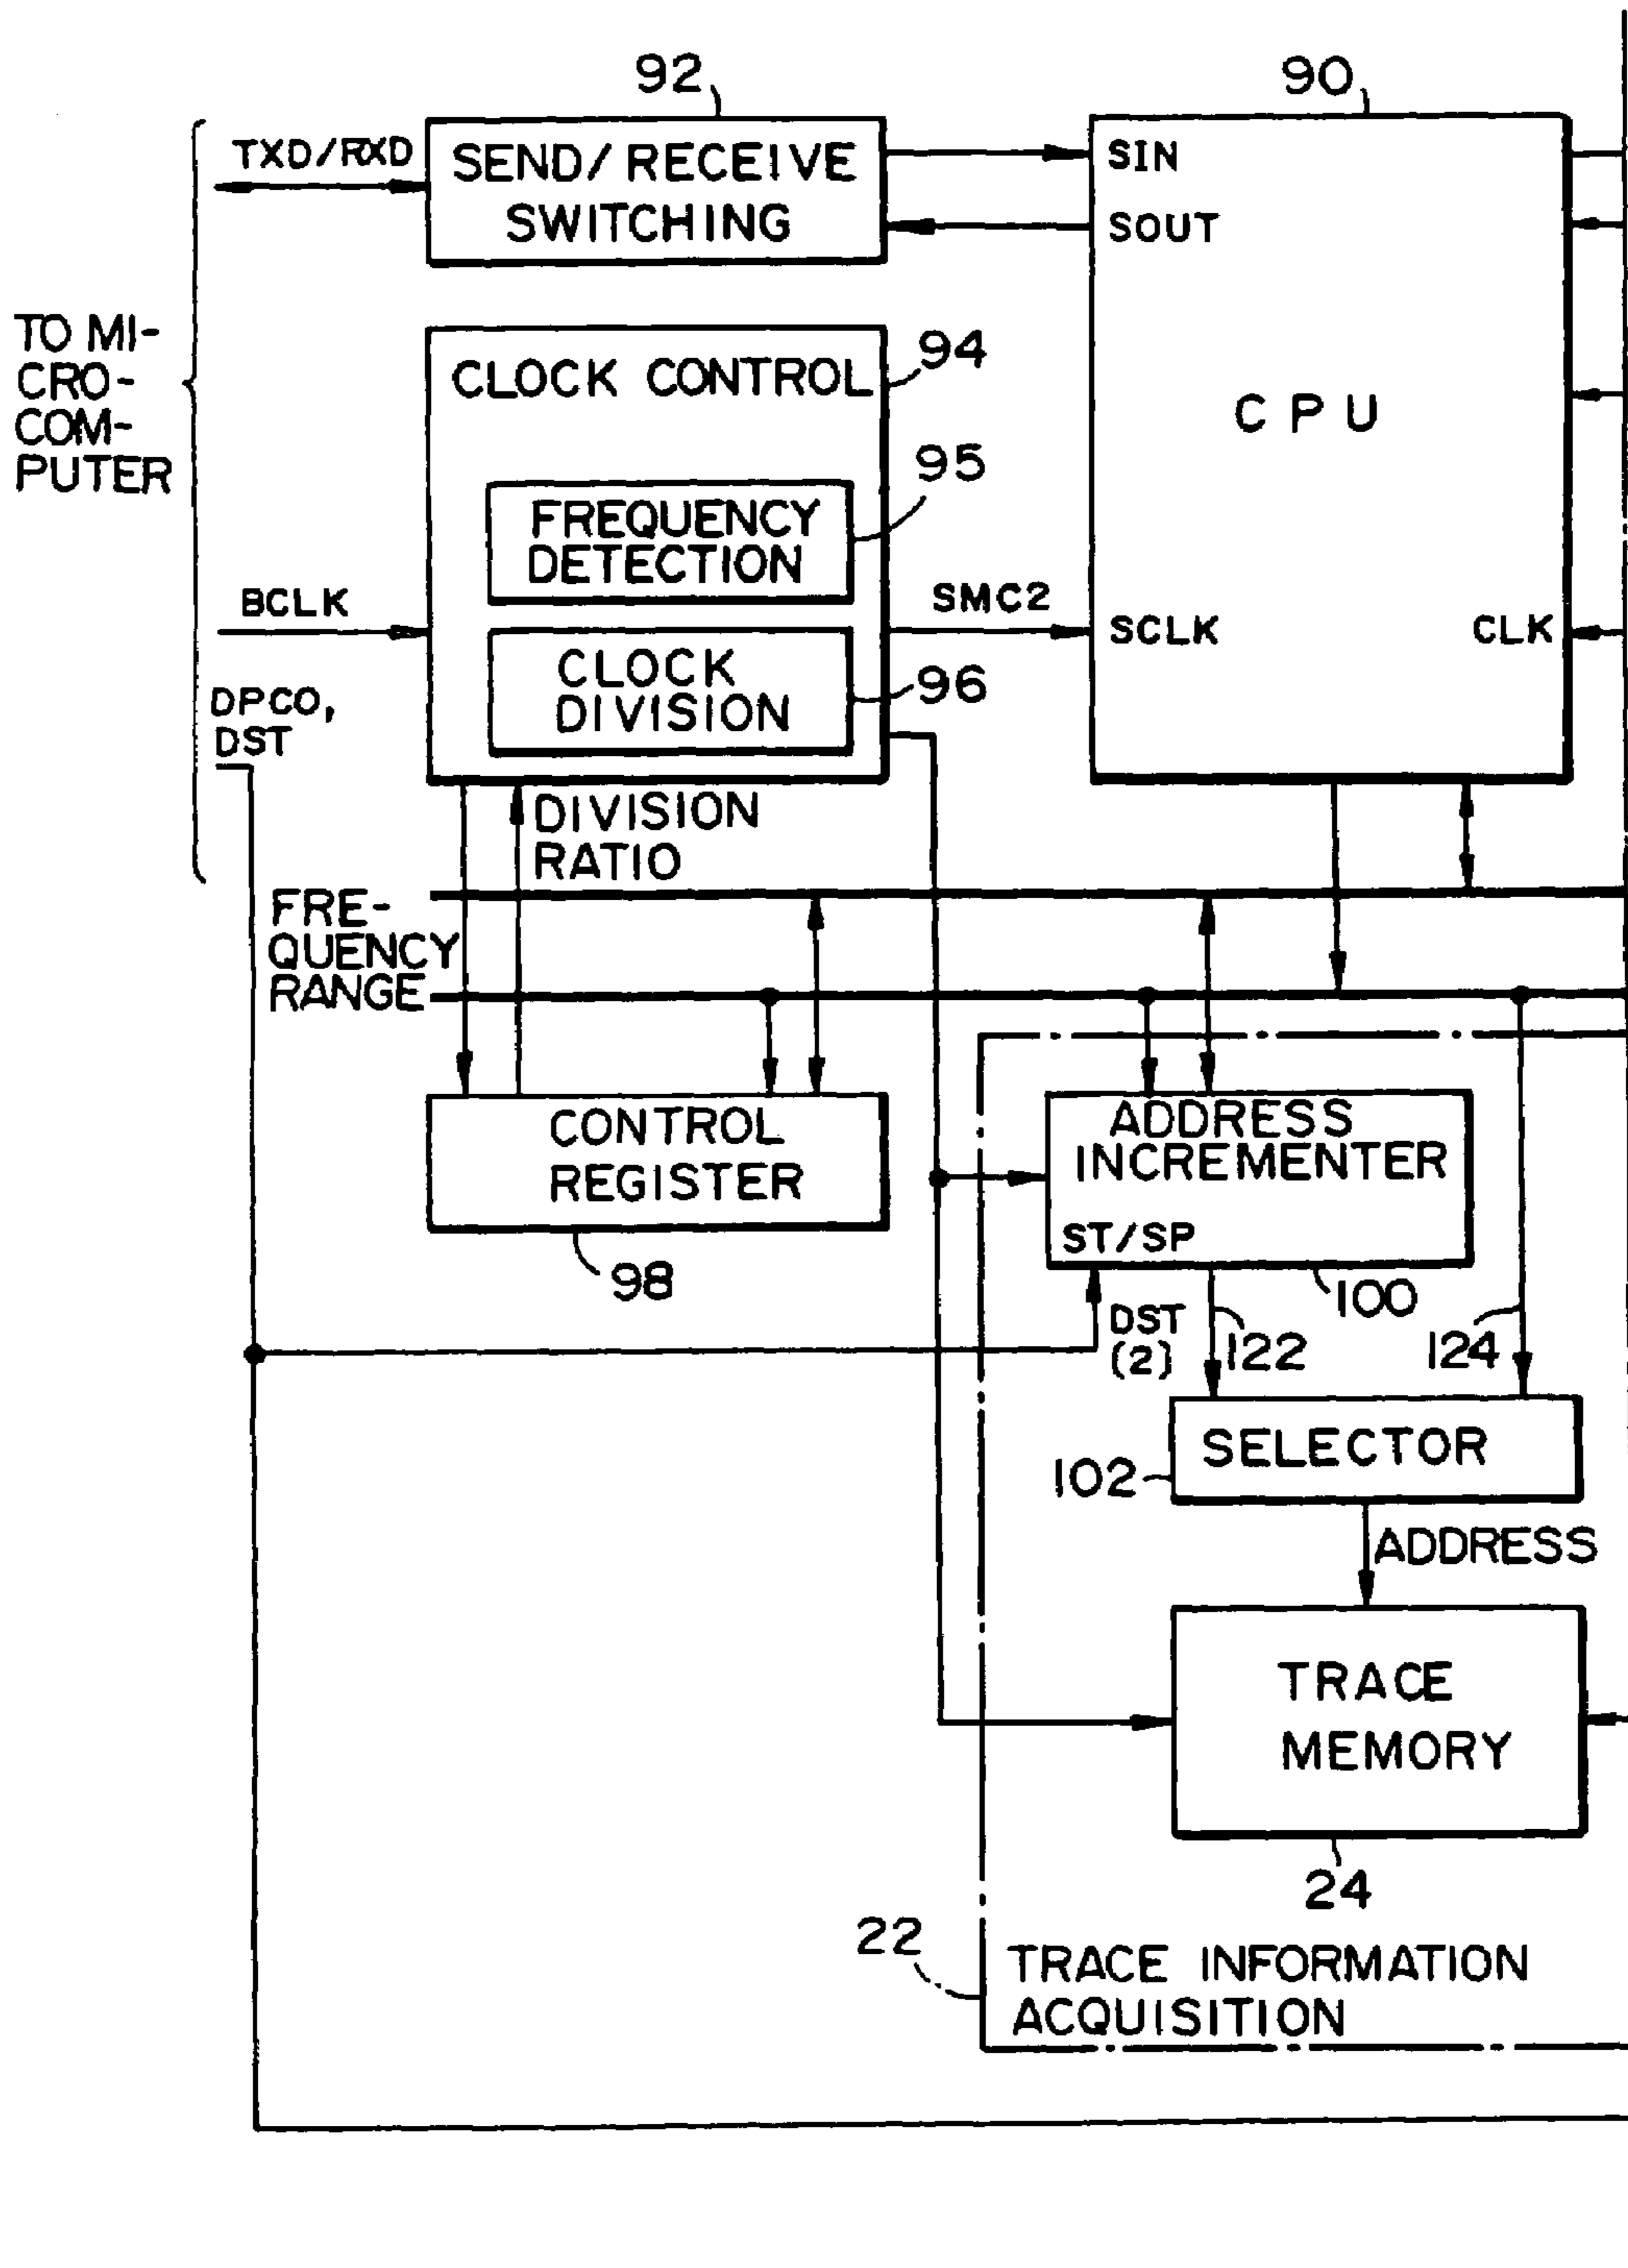 92
90
TXD/RXD
SEND/RECEIVE
SWITCHING
SIN
SOUT
TO MI-
CRO-
COM-
PUTER
CLOCK CONTROL
94
CPU
95
FREQUENCY
DETECTION
BCLK
SMC2
SCLK
CLK
CLOCK
DIVISION
96
DPCO,
DST
DIVISION
RATIO
FRE-
QUENCY
RANGE
CONTROL
REGISTER
98
ADDRESS
INCREMENTER
ST/SP
100
DST
(2)
122
124
SELECTOR
102
ADDRESS
TRACE
MEMORY
24
22
TRACE INFORMATION
ACQUISITION